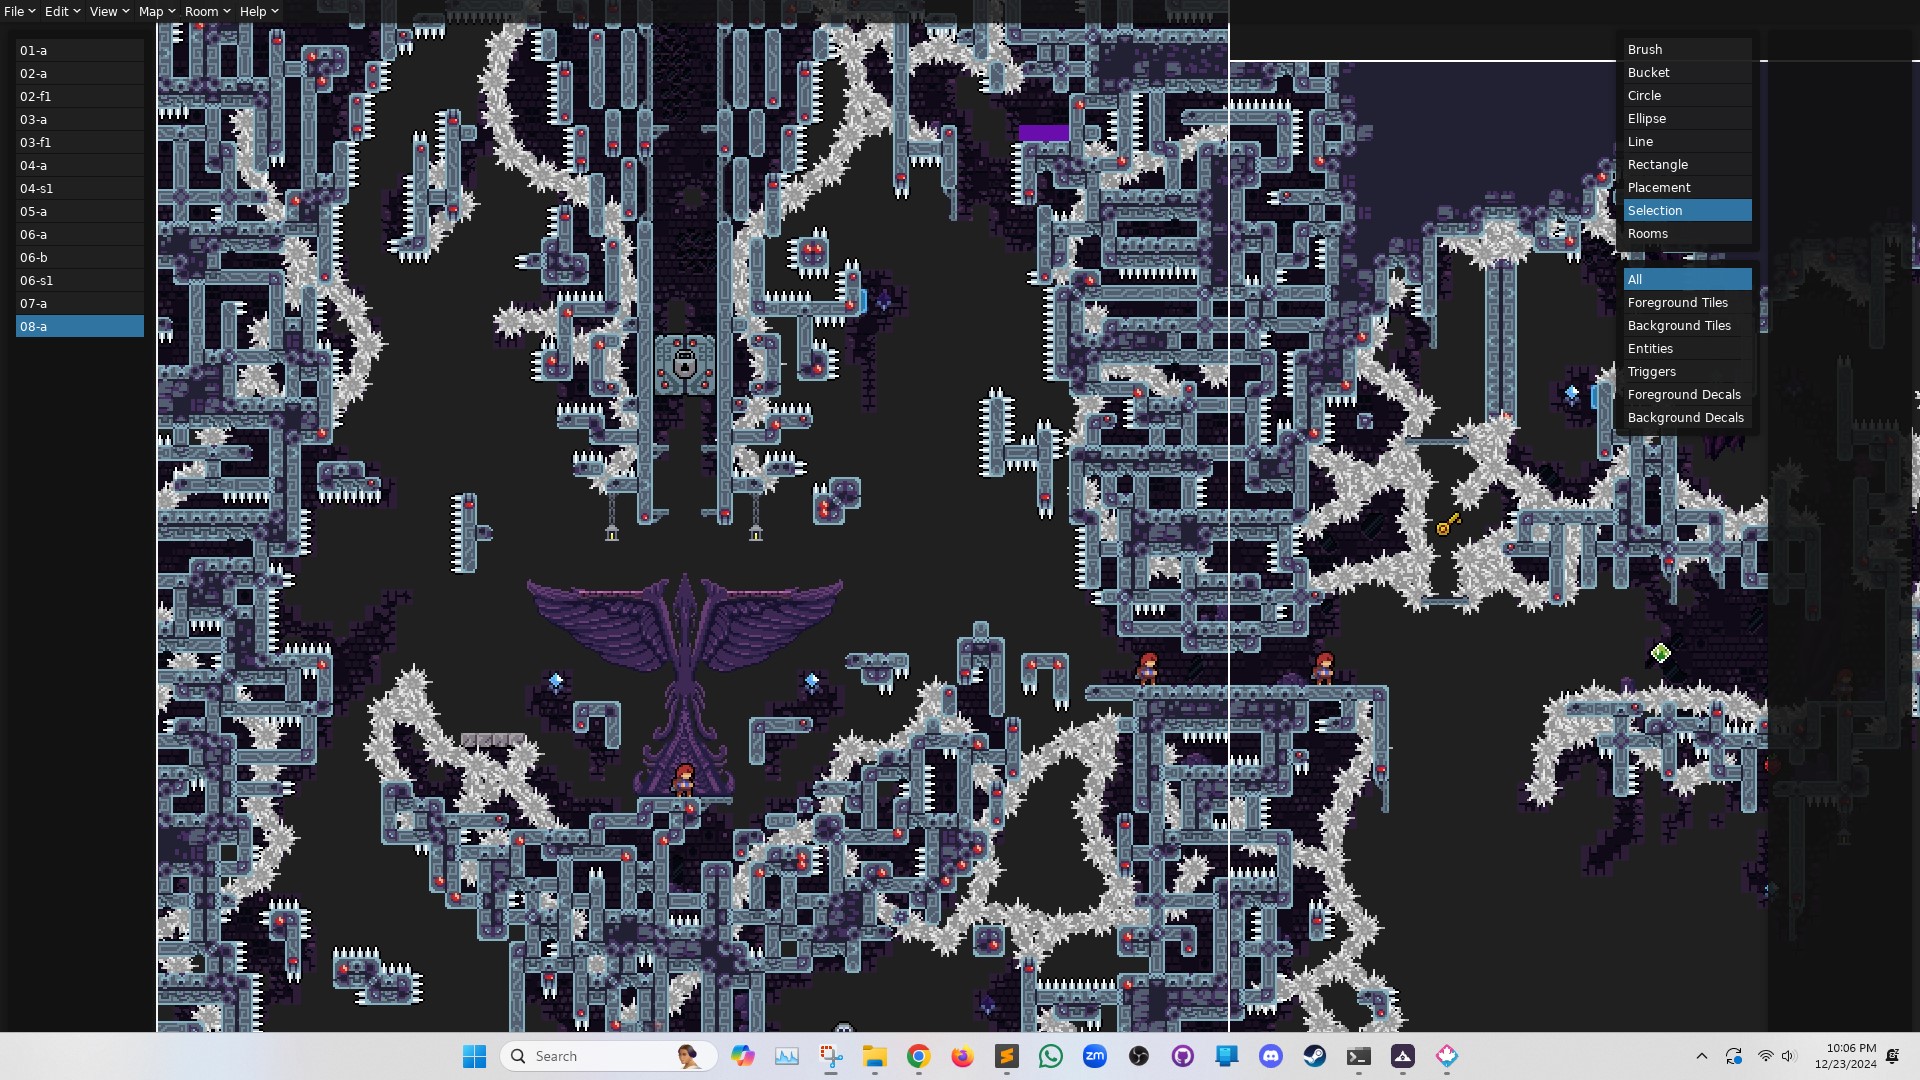 File Edit View Map Room Help
01-a
02-a
02-f1
03-a
03-f1
04-a
04-s1
05-a
06-a
06-b
06-s1
07-a
08-a
Brush
Bucket
Circle
Ellipse
Line
Rectangle
Placement
Selection
Rooms
All
Foreground Tiles
Background Tiles
Entities
Triggers
Foreground Decals
Background Decals
Search
zm
10:06 PM
12/23/2024